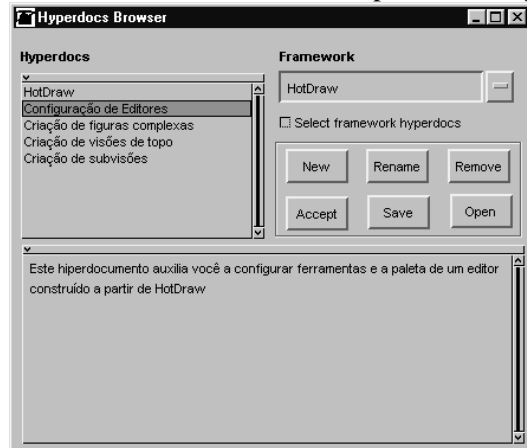 Hyperdocs Browser
Hyperdocs
Framework
HotDraw
Configuração de Editores
Criação de figuras complexas
Criação de visões de topo
Criação de subvisões
HotDraw
Select framework hyperdocs
New Rename Remove
Accept Save Open
Este hiperdocumento auxilia você a configurar ferramentas e a paleta de um editor
construído a partir de HotDraw